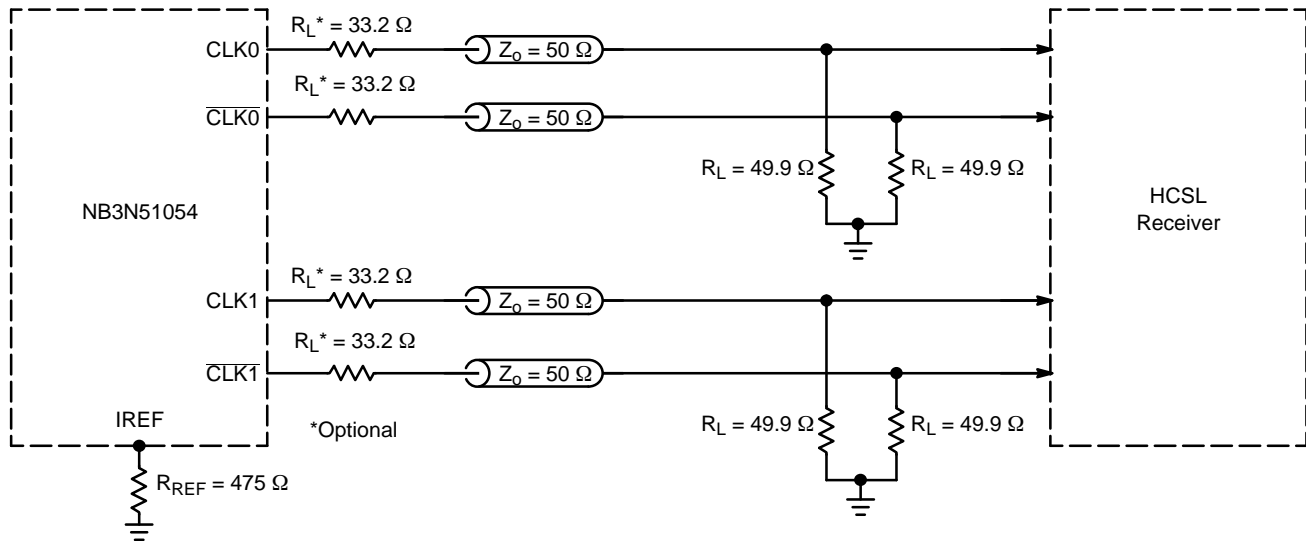 R_L* = 33.2 Ω
CLK0
Z_o = 50 Ω
R_L* = 33.2 Ω
C̅L̅K̅0̅
Z_o = 50 Ω
R_L = 49.9 Ω
R_L = 49.9 Ω
NB3N51054
HCSL
Receiver
R_L* = 33.2 Ω
CLK1
Z_o = 50 Ω
R_L* = 33.2 Ω
C̅L̅K̅1̅
Z_o = 50 Ω
IREF
*Optional
R_L = 49.9 Ω
R_L = 49.9 Ω
R_REF = 475 Ω